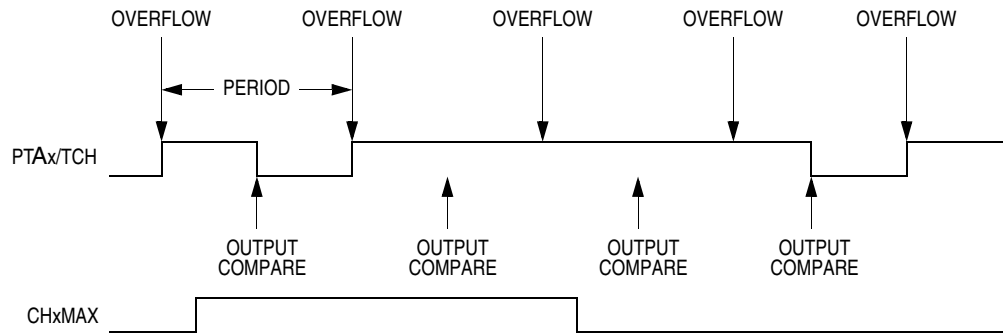 OVERFLOW OVERFLOW OVERFLOW OVERFLOW OVERFLOW
PERIOD
PTAx/TCH
OUTPUT COMPARE
OUTPUT COMPARE
OUTPUT COMPARE
OUTPUT COMPARE
CHxMAX